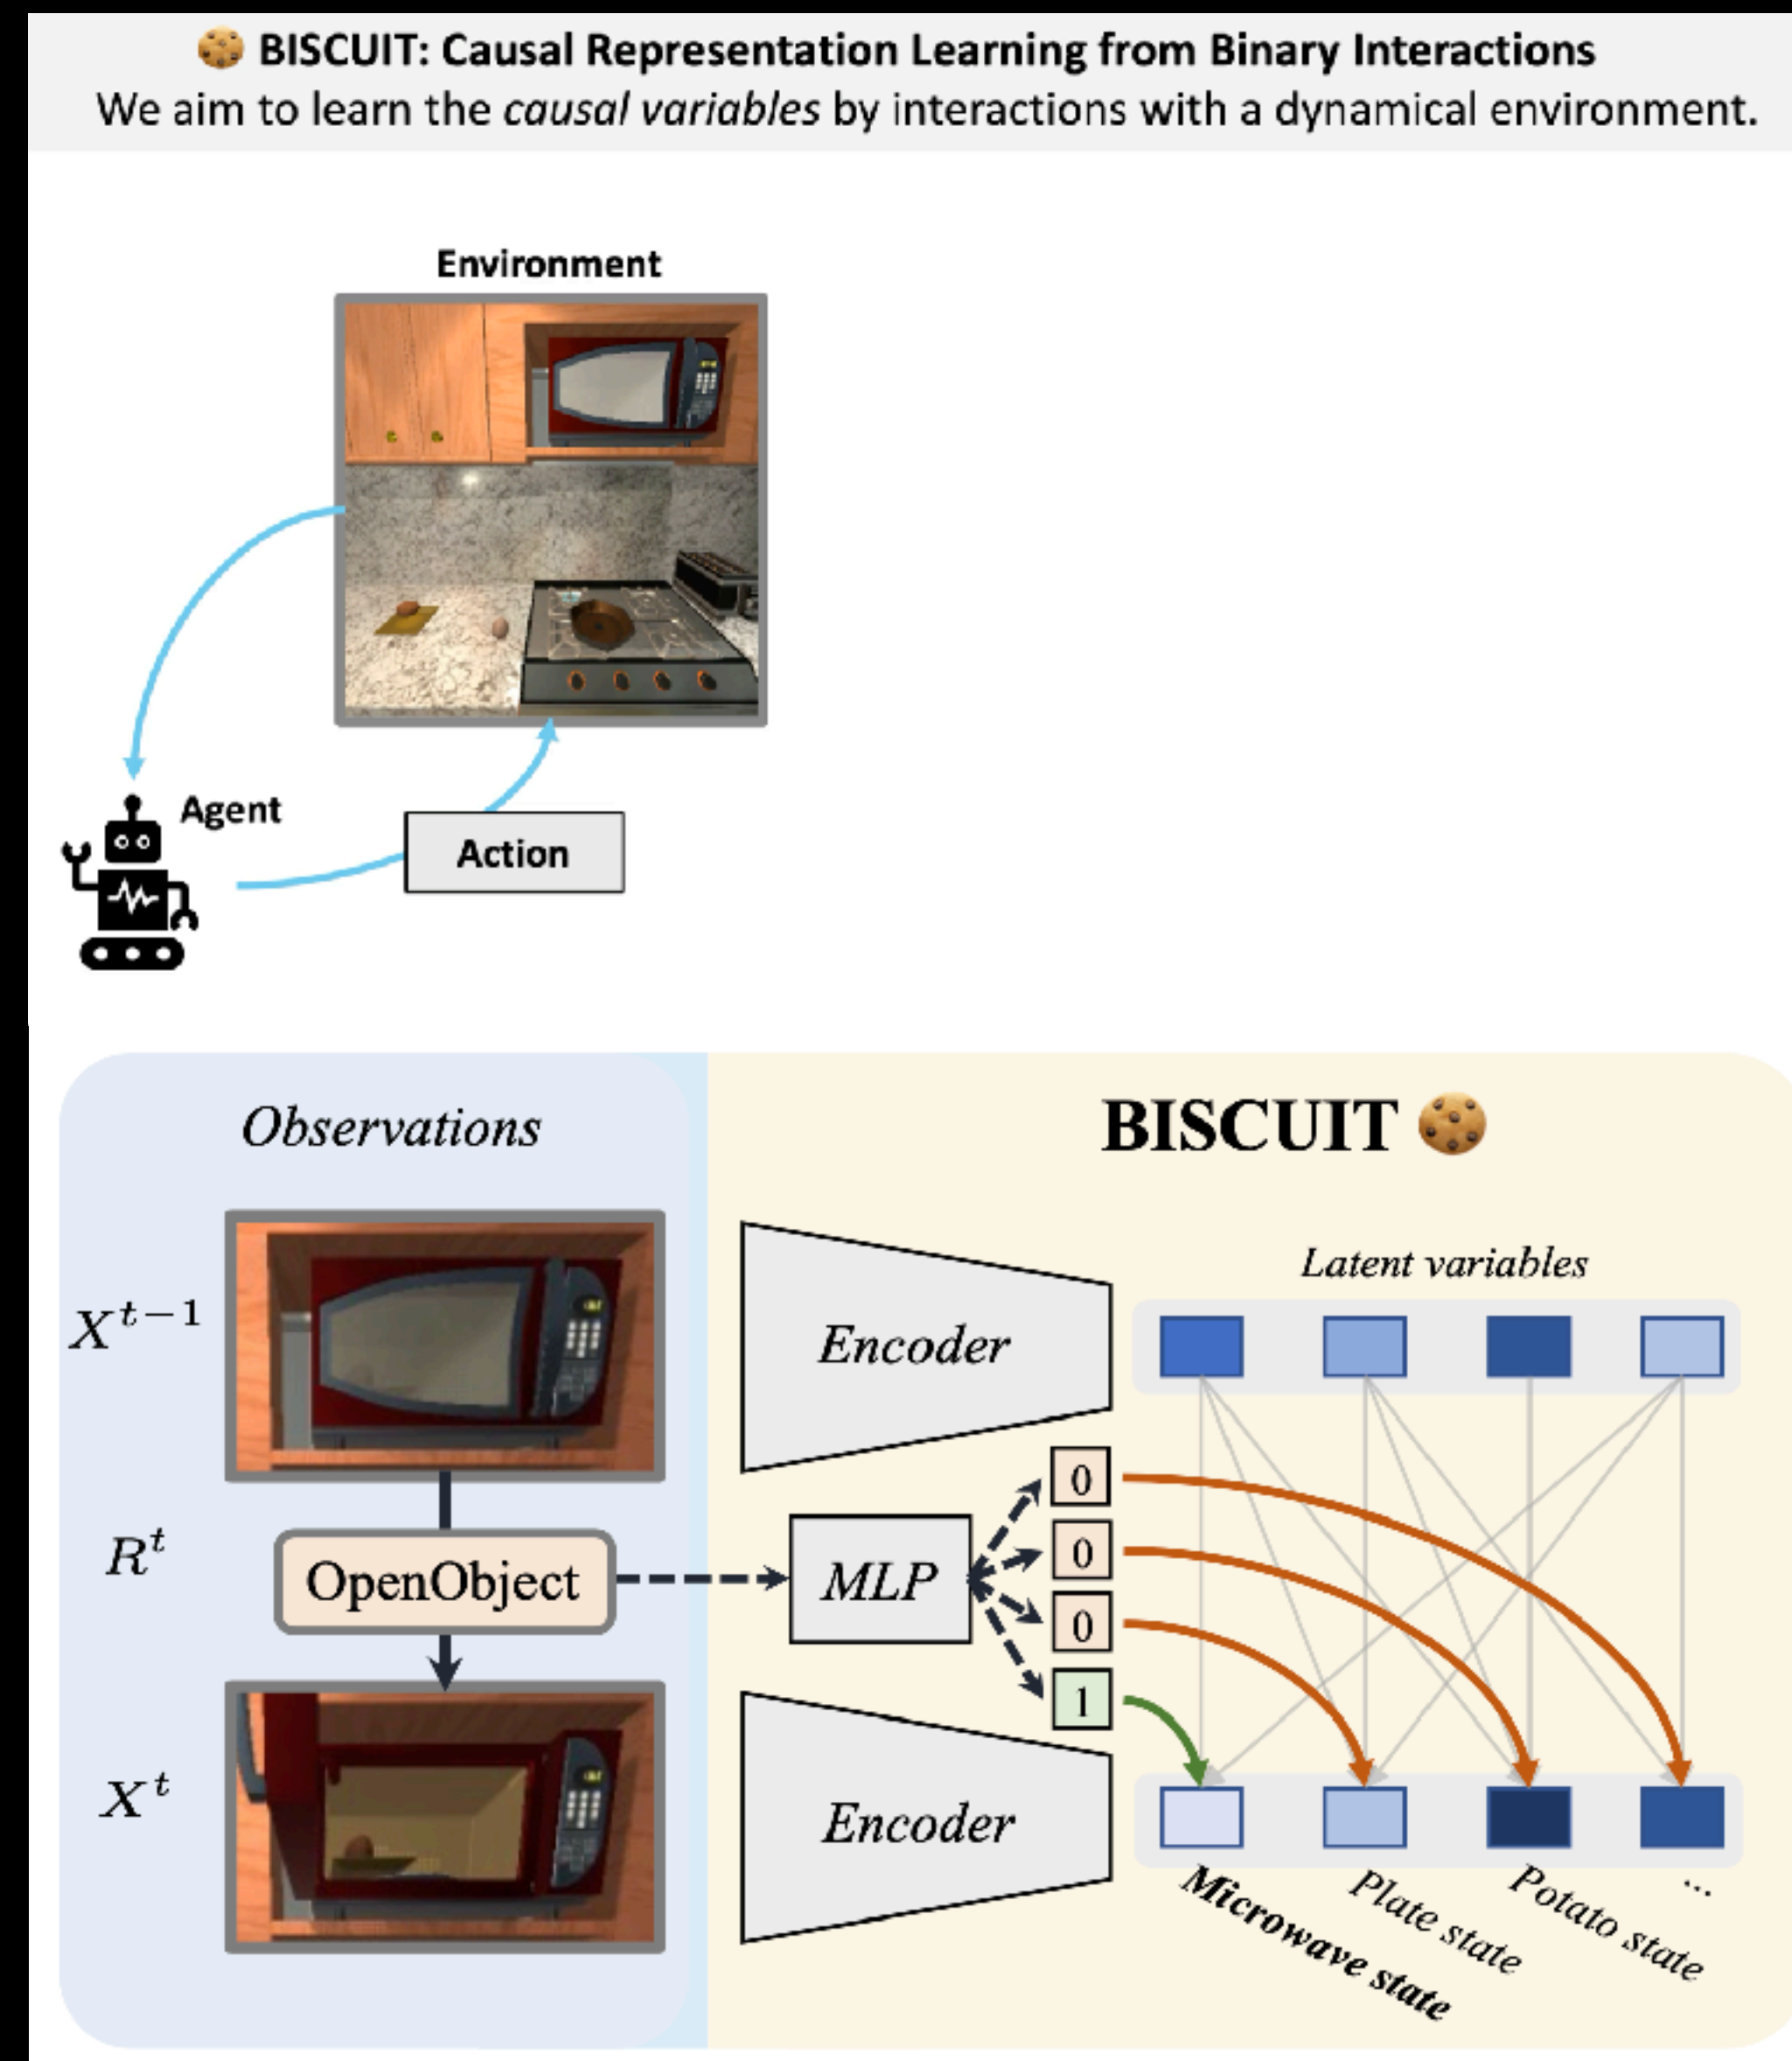 BISCUIT: Causal Representation Learning from Binary Interactions
We aim to learn the causal variables by interactions with a dynamical environment.
Environment
Agent
Action
Observations
X^{t-1}
R^t
OpenObject
X^t
BISCUIT
Encoder
Latent variables
MLP
0
0
0
1
Encoder
Microwave state
Plate state
Potato state
...